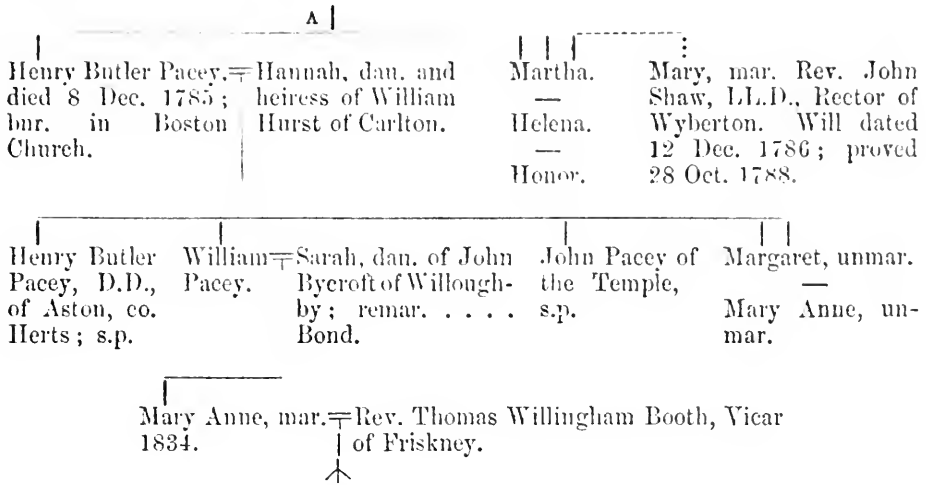 A
Henry Butler Pacey,
died 8 Dec. 1785;
bur. in Boston
Church.
Hannah, dau. and
heiress of William
Hurst of Carlton.
Martha.
—
Helena.
—
Honor.
Mary, mar. Rev. John
Shaw, LL.D., Rector of
Wyberton. Will dated
12 Dec. 1786; proved
28 Oct. 1788.
Henry Butler
Pacey, D.D.,
of Aston, co.
Herts; s.p.
William
Pacey.
Sarah, dau. of John
Bycroft of Willough-
by; remar. . . . . .
Bond.
John Pacey of
the Temple,
s.p.
Margaret, unmar.
—
Mary Anne, un-
mar.
Mary Anne, mar.
1834.
Rev. Thomas Willingham Booth, Vicar
of Friskney.